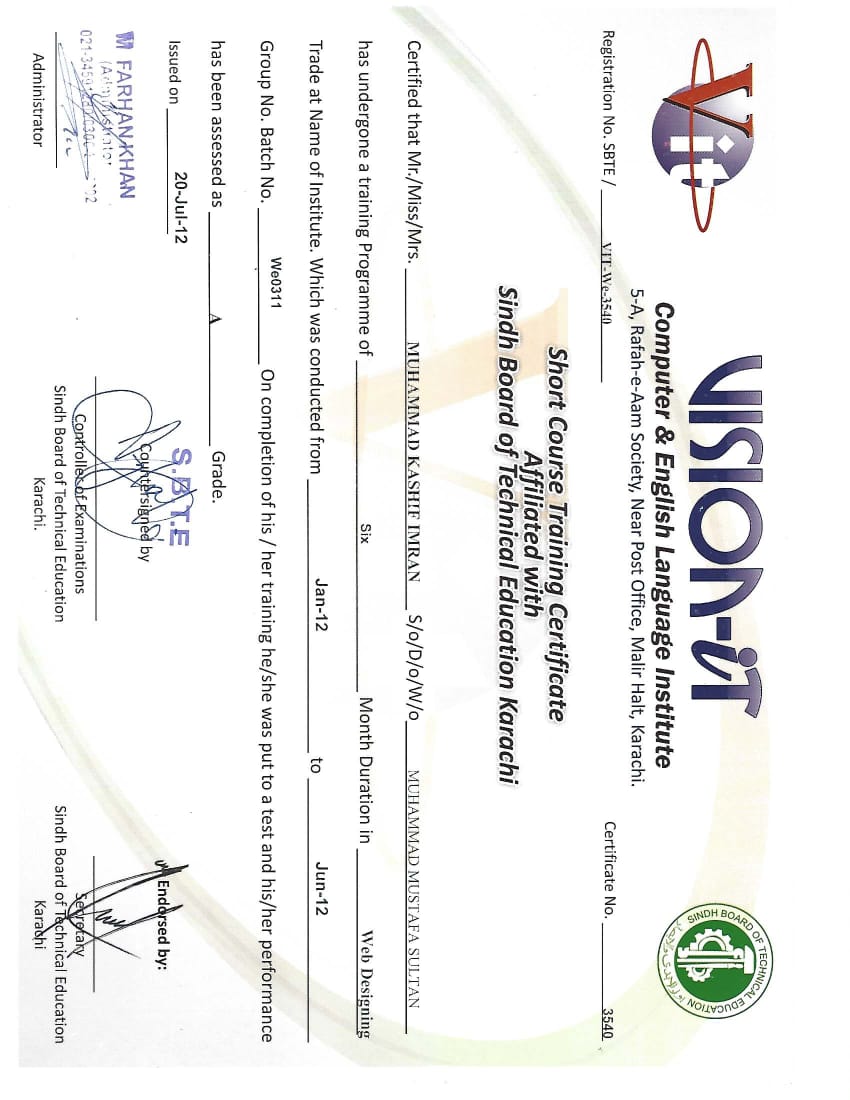 Vit
VISION-iT
SINDH BOARD OF TECHNICAL EDUCATION
Computer & English Language Institute
5-A, Rafah-e-Aam Society, Near Post Office, Malir Halt, Karachi.
Registration No. SBTE / VIT-We-3540 Certificate No. 3540
Short Course Training Certificate
Affiliated with
Sindh Board of Technical Education Karachi
Certified that Mr./Miss/Mrs. MUHAMMAD KASHIF IMRAN S/o/D/o/W/o MUHAMMAD MUSTAFA SULTAN
has undergone a training Programme of Six Month Duration in Web Designing
Trade at Name of Institute. Which was conducted from Jan-12 to Jun-12
Group No. Batch No. We0311 On completion of his / her training he/she was put to a test and his/her performance
has been assessed as A Grade.
Issued on 20-Jul-12
S.B.T.E
Countersigned by
Endorsed by:
FARHAN KHAN
(Administrator
Administrator
Controller of Examinations
Sindh Board of Technical Education
Karachi.
Secretary
Sindh Board of Technical Education
Karachi